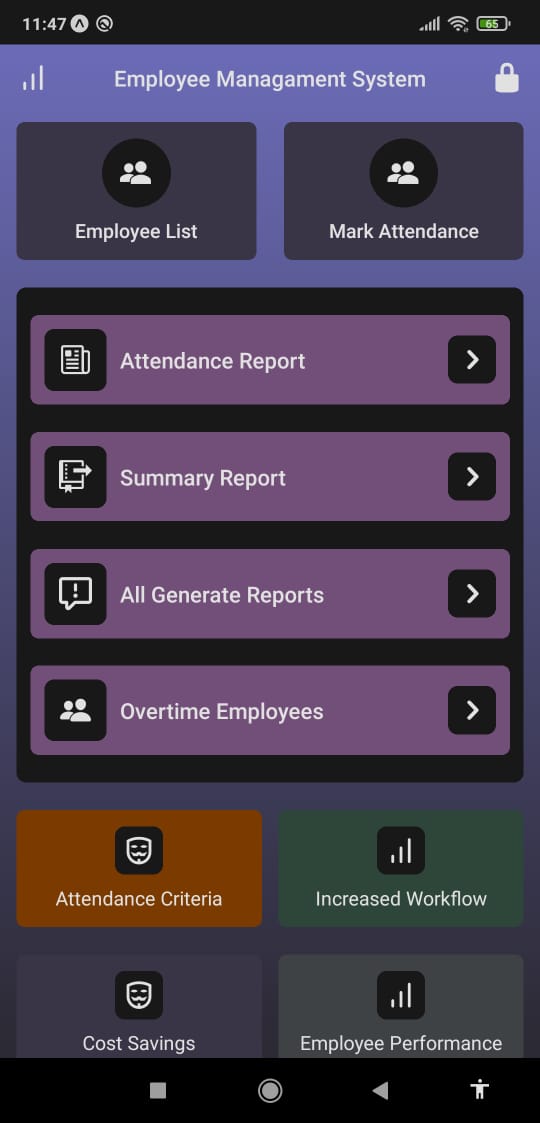 11:47
65
Employee Managament System
Employee List
Mark Attendance
Attendance Report
Summary Report
All Generate Reports
Overtime Employees
Attendance Criteria
Increased Workflow
Cost Savings
Employee Performance